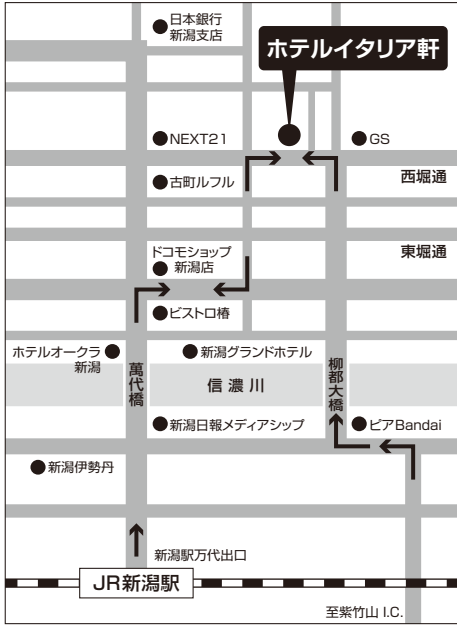 日本銀行
新潟支店
ホテルイタリア軒
NEXT21
GS
古町ルフル
西堀通
ドコモショップ
新潟店
東堀通
ビストロ椿
ホテルオークラ
新潟
新潟グランドホテル
萬代橋
信濃川
柳都大橋
新潟日報メディアシップ
ピアBandai
新潟伊勢丹
新潟駅万代出口
JR新潟駅
至紫竹山 I.C.